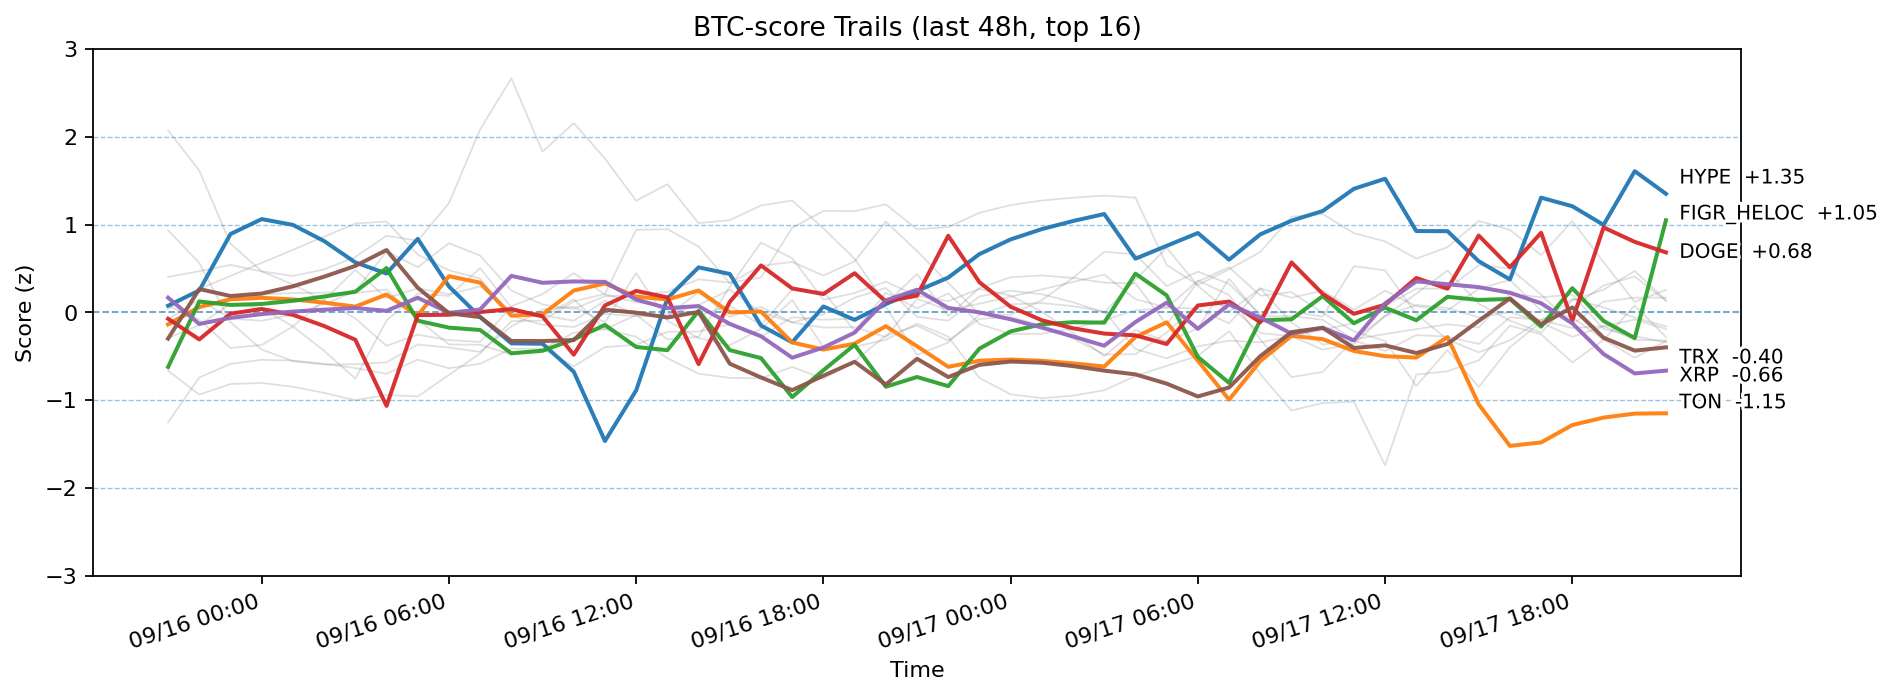 BTC-score Trails (last 48h, top 16)
Score (z)
3
2
1
0
−1
−2
−3
HYPE +1.35
FIGR_HELOC +1.05
DOGE +0.68
TRX -0.40
XRP -0.66
TON -1.15
09/16 00:00
09/16 06:00
09/16 12:00
09/16 18:00
09/17 00:00
09/17 06:00
09/17 12:00
09/17 18:00
Time